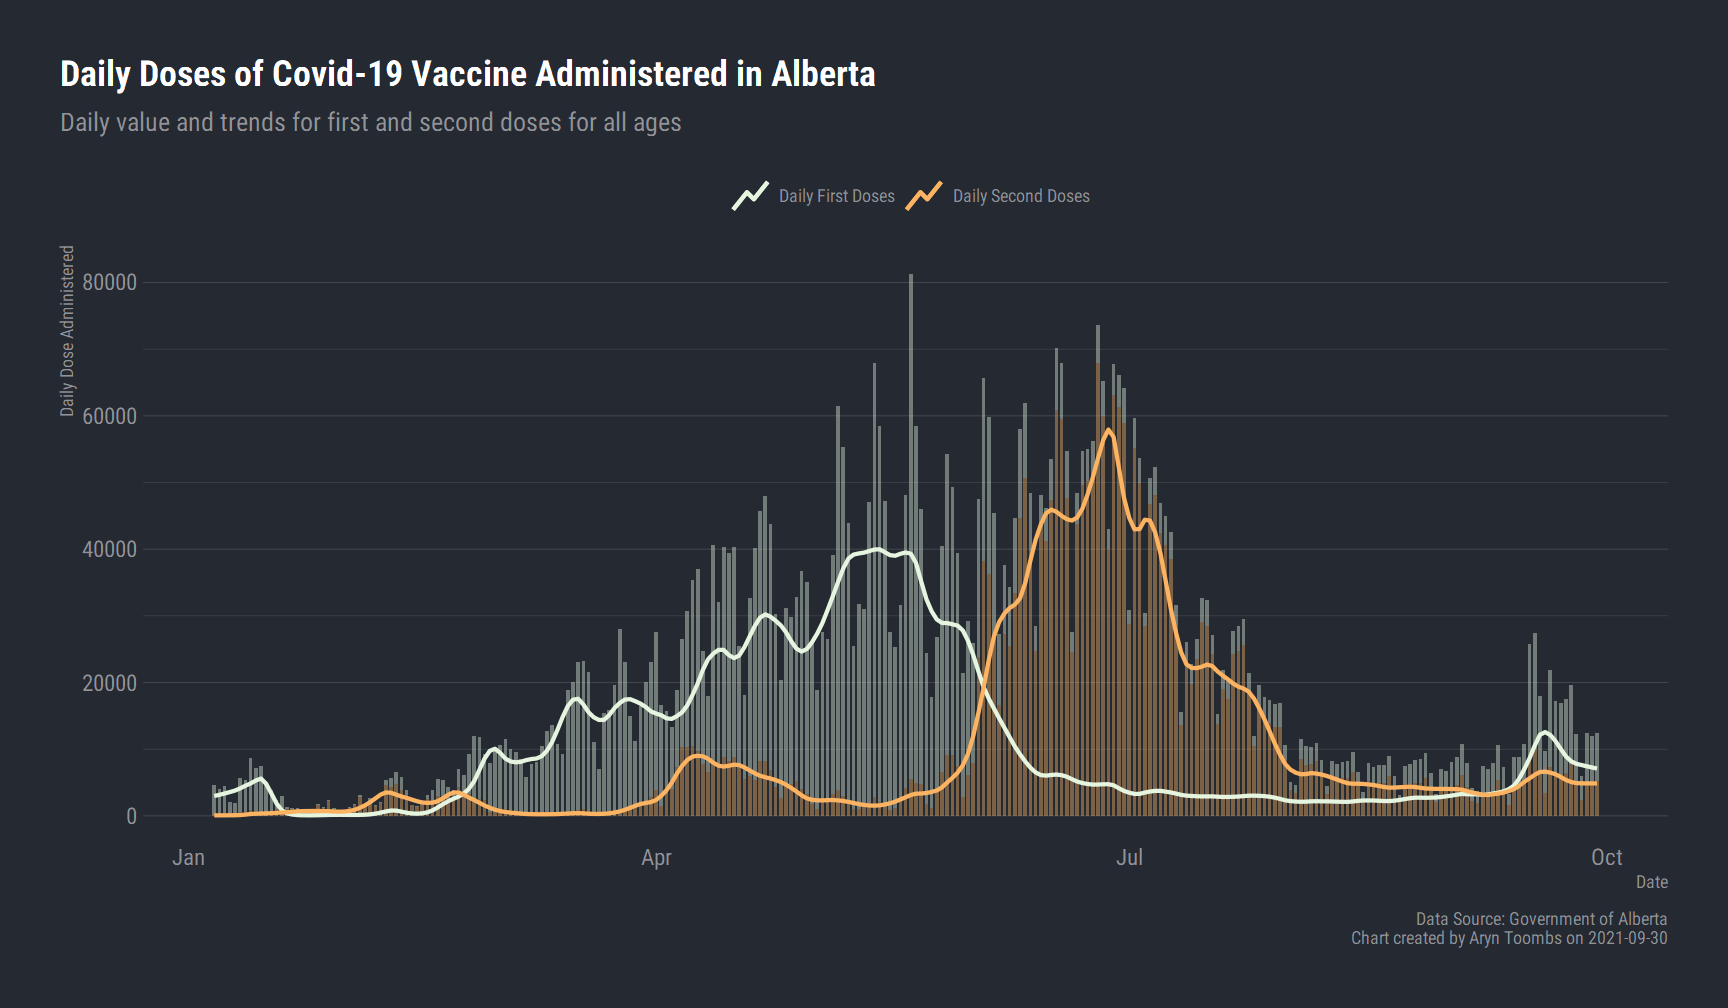 Daily Doses of Covid-19 Vaccine Administered in Alberta
Daily value and trends for first and second doses for all ages
Daily First Doses
Daily Second Doses
Daily Dose Administered
80000
60000
40000
20000
0
Jan
Apr
Jul
Oct
Date
Data Source: Government of Alberta
Chart created by Aryn Toombs on 2021-09-30